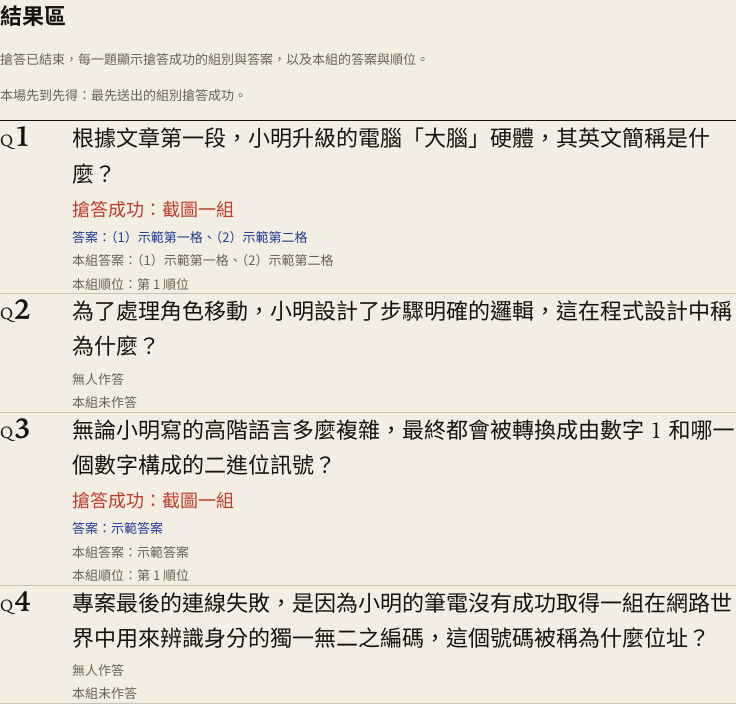 結果區
搶答已結束，每一題顯示搶答成功的組別與答案，以及本組的答案與順位。
本場先到先得：最先送出的組別搶答成功。
Q1 根據文章第一段，小明升級的電腦「大腦」硬體，其英文簡稱是什
麼？
搶答成功：截圖一組
答案：（1）示範第一格、（2）示範第二格
本組答案：（1）示範第一格、（2）示範第二格
本組順位：第 1 順位
Q2 為了處理角色移動，小明設計了步驟明確的邏輯，這在程式設計中稱
為什麼？
無人作答
本組未作答
Q3 無論小明寫的高階語言多麼複雜，最終都會被轉換成由數字 1 和哪一
個數字構成的二進位訊號？
搶答成功：截圖一組
答案：示範答案
本組答案：示範答案
本組順位：第 1 順位
Q4 專案最後的連線失敗，是因為小明的筆電沒有成功取得一組在網路世
界中用來辨識身分的獨一無二之編碼，這個號碼被稱為什麼位址？
無人作答
本組未作答